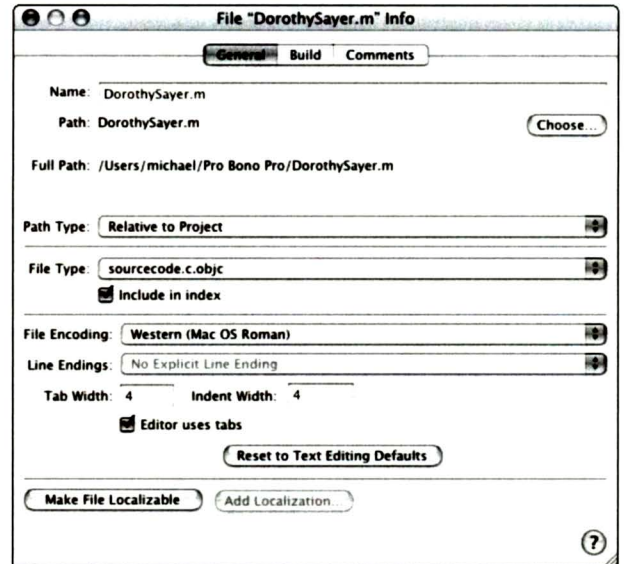 File "DorothySayer.m" Info
General Build Comments
Name: DorothySayer.m
Path: DorothySayer.m
Choose...
Full Path: /Users/michael/Pro Bono Pro/DorothySayer.m
Path Type: Relative to Project
File Type: sourcecode.c.objc
Include in index
File Encoding: Western (Mac OS Roman)
Line Endings: No Explicit Line Ending
Tab Width: 4 Indent Width: 4
Editor uses tabs
Reset to Text Editing Defaults
Make File Localizable Add Localization...
?